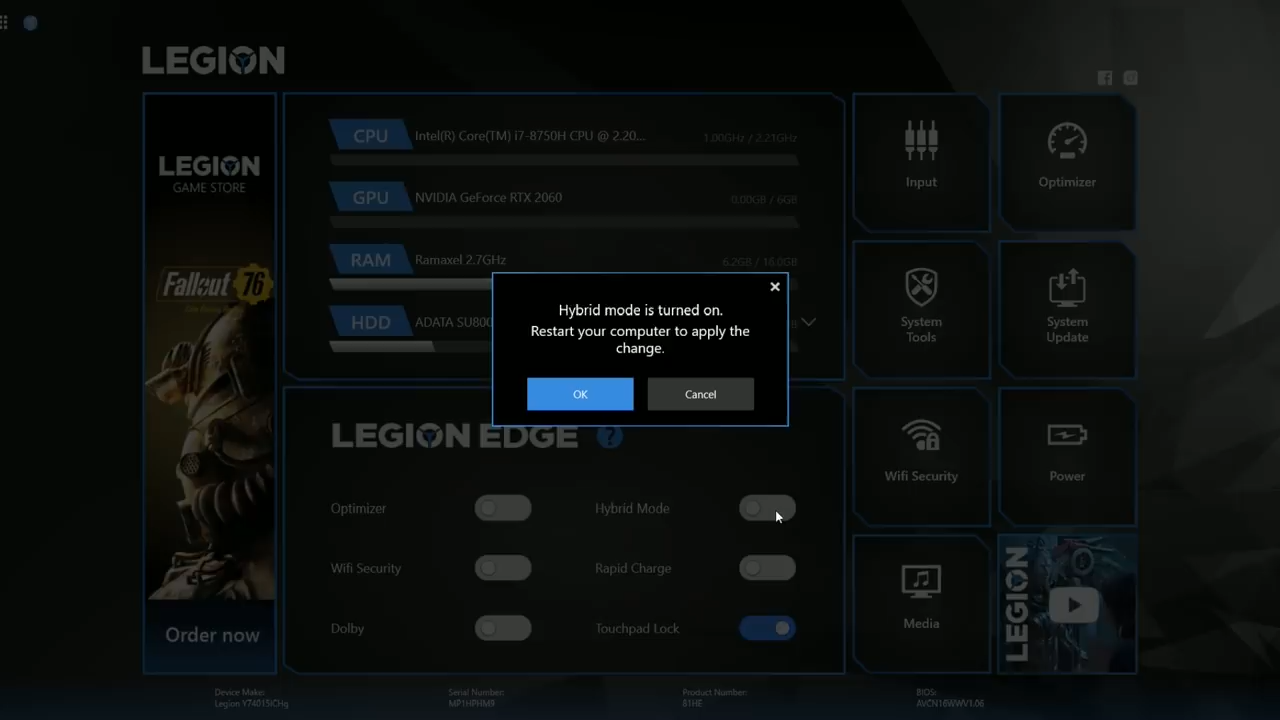 LEGION
LEGION
GAME STORE
Fallout 76
Order now
CPU Intel(R) Core(TM) i7-8750H CPU @ 2.20... 1.00GHz / 2.21GHz
GPU NVIDIA GeForce RTX 2060 0.00GB / 6GB
RAM Ramaxel 2.7GHz 6.2GB / 16.0GB
HDD ADATA SU800
Hybrid mode is turned on.
Restart your computer to apply the
change.
OK Cancel
LEGION EDGE ?
Optimizer Hybrid Mode
Wifi Security Rapid Charge
Dolby Touchpad Lock
Input Optimizer
System
Tools
System
Update
Wifi Security Power
Media
LEGION
Device Make:
Legion Y74015ICHg
Serial Number:
MP1HPHM9
Product Number:
81HE
BIOS:
AVCN16WWV1.06